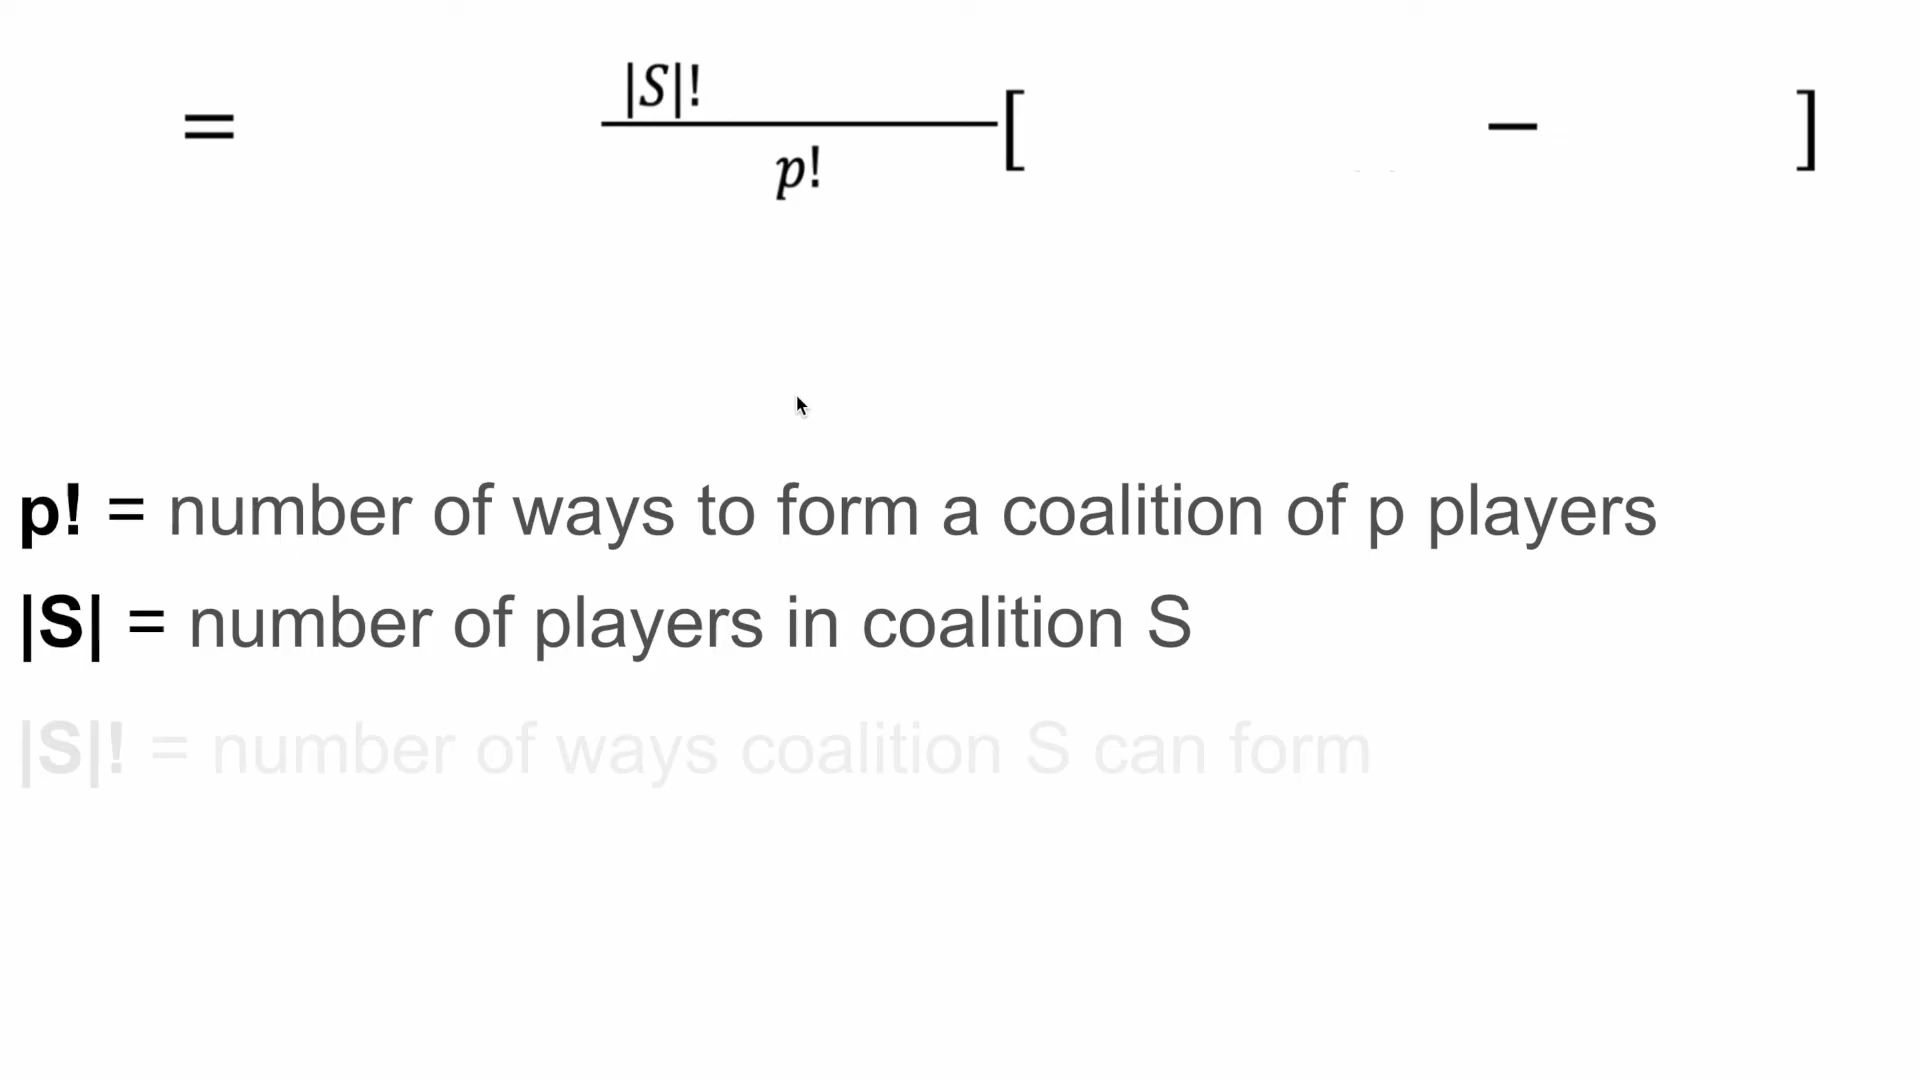 = |S|! / p! [ − ]
p! = number of ways to form a coalition of p players
|S| = number of players in coalition S
|S|! = number of ways coalition S can form